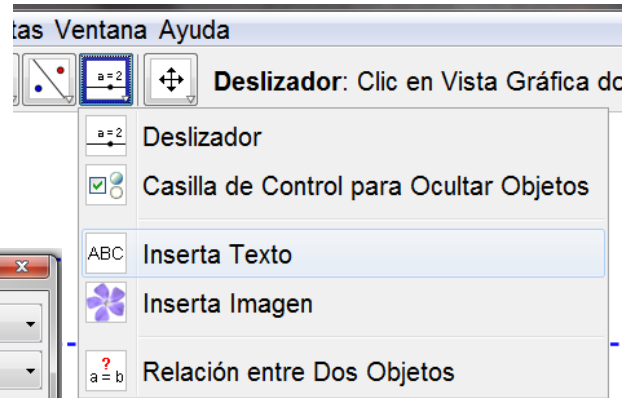 tas Ventana Ayuda
a=2 Deslizador: Clic en Vista Gráfica do
a=2 Deslizador
Casilla de Control para Ocultar Objetos
ABC Inserta Texto
Inserta Imagen
? a=b Relación entre Dos Objetos